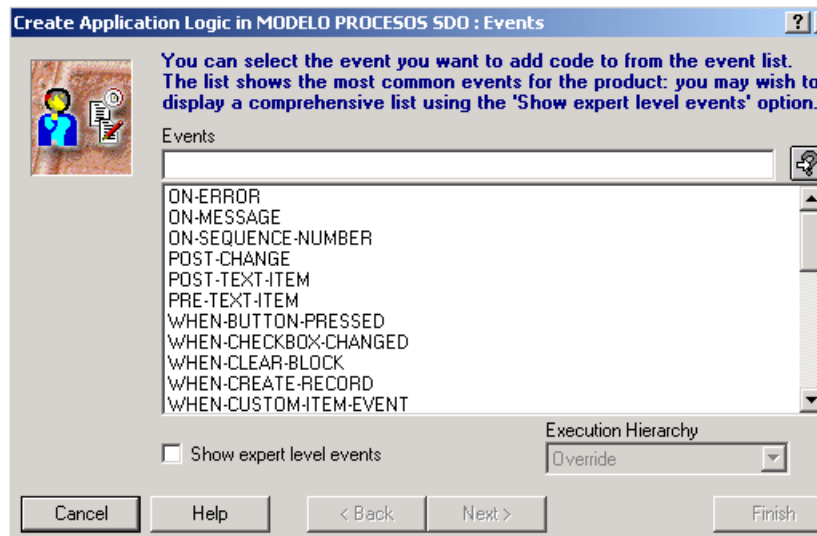 Create Application Logic in MODELO PROCESOS SDO : Events
You can select the event you want to add code to from the event list.
The list shows the most common events for the product: you may wish to
display a comprehensive list using the 'Show expert level events' option.
Events
ON-ERROR
ON-MESSAGE
ON-SEQUENCE-NUMBER
POST-CHANGE
POST-TEXT-ITEM
PRE-TEXT-ITEM
WHEN-BUTTON-PRESSED
WHEN-CHECKBOX-CHANGED
WHEN-CLEAR-BLOCK
WHEN-CREATE-RECORD
WHEN-CUSTOM-ITEM-EVENT
Execution Hierarchy
Show expert level events
Override
Cancel
Help
< Back
Next >
Finish